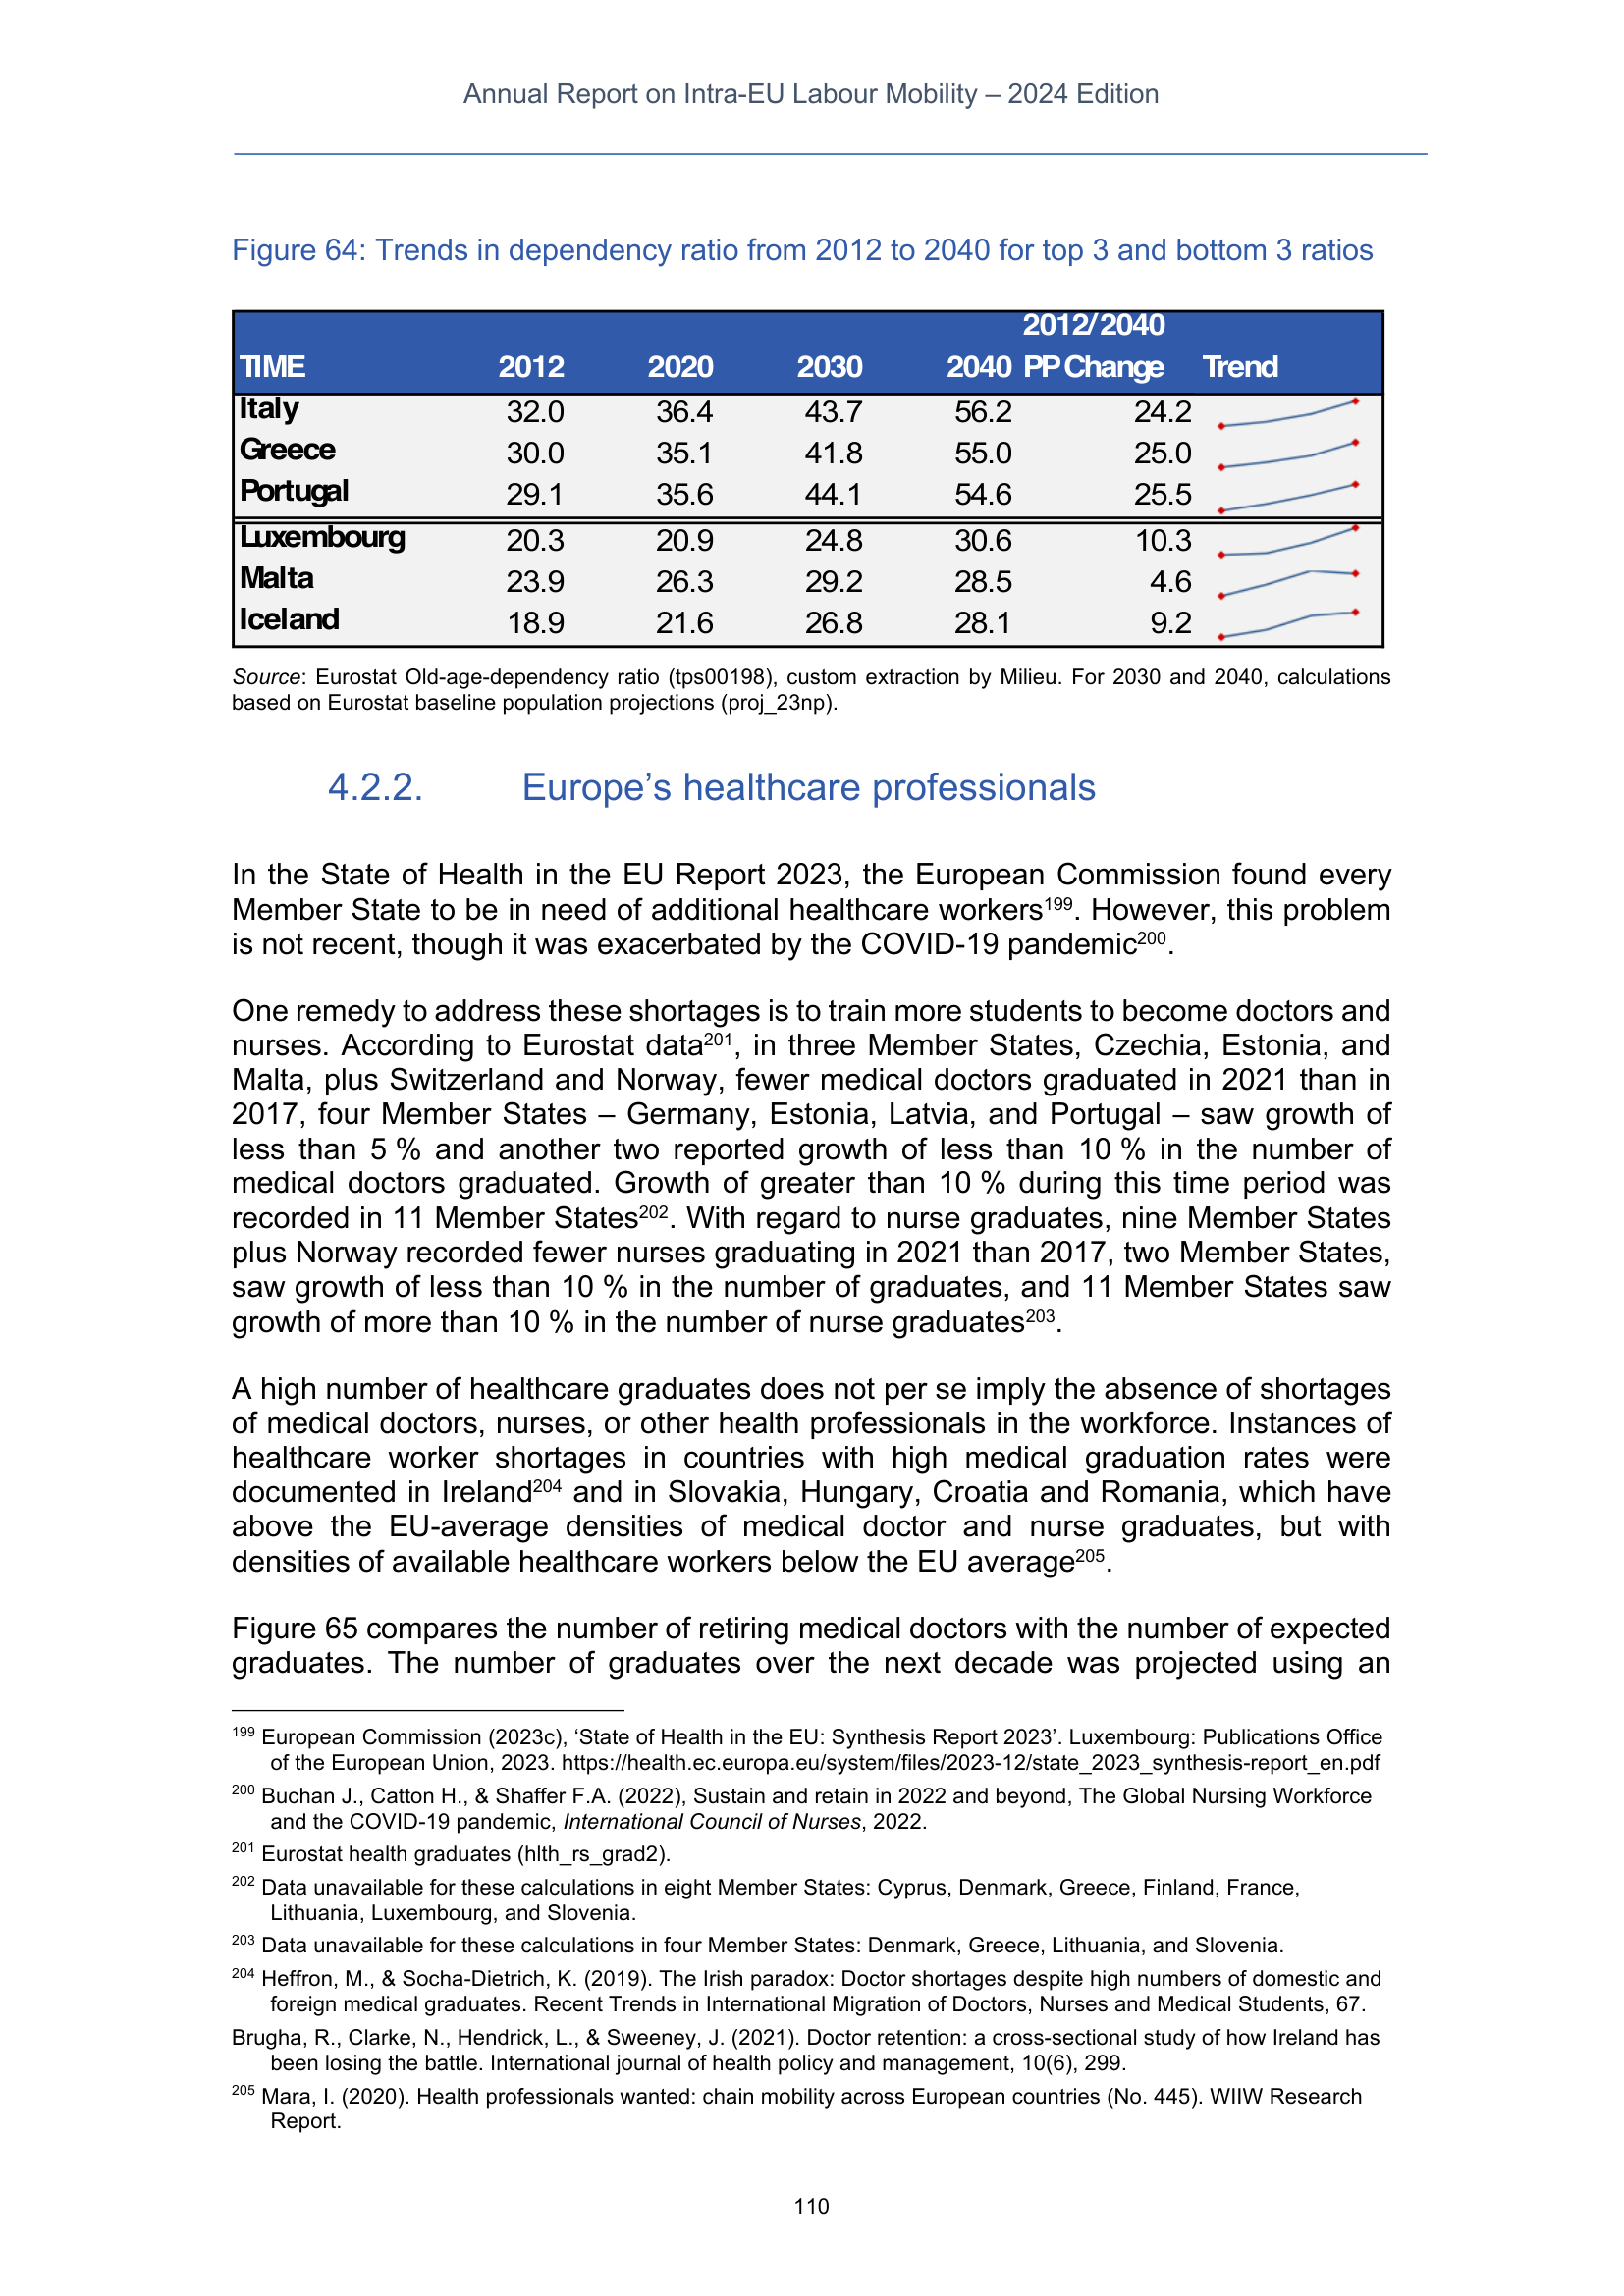 Annual Report on Intra-EU Labour Mobility – 2024 Edition
Figure 64: Trends in dependency ratio from 2012 to 2040 for top 3 and bottom 3 ratios
2012/2040
TIME 2012 2020 2030 2040 PP Change Trend
Italy 32.0 36.4 43.7 56.2 24.2
Greece 30.0 35.1 41.8 55.0 25.0
Portugal 29.1 35.6 44.1 54.6 25.5
Luxembourg 20.3 20.9 24.8 30.6 10.3
Malta 23.9 26.3 29.2 28.5 4.6
Iceland 18.9 21.6 26.8 28.1 9.2
Source: Eurostat Old-age-dependency ratio (tps00198), custom extraction by Milieu. For 2030 and 2040, calculations
based on Eurostat baseline population projections (proj_23np).
4.2.2. Europe’s healthcare professionals
In the State of Health in the EU Report 2023, the European Commission found every
Member State to be in need of additional healthcare workers199. However, this problem
is not recent, though it was exacerbated by the COVID-19 pandemic200.
One remedy to address these shortages is to train more students to become doctors and
nurses. According to Eurostat data201, in three Member States, Czechia, Estonia, and
Malta, plus Switzerland and Norway, fewer medical doctors graduated in 2021 than in
2017, four Member States – Germany, Estonia, Latvia, and Portugal – saw growth of
less than 5 % and another two reported growth of less than 10 % in the number of
medical doctors graduated. Growth of greater than 10 % during this time period was
recorded in 11 Member States202. With regard to nurse graduates, nine Member States
plus Norway recorded fewer nurses graduating in 2021 than 2017, two Member States,
saw growth of less than 10 % in the number of graduates, and 11 Member States saw
growth of more than 10 % in the number of nurse graduates203.
A high number of healthcare graduates does not per se imply the absence of shortages
of medical doctors, nurses, or other health professionals in the workforce. Instances of
healthcare worker shortages in countries with high medical graduation rates were
documented in Ireland204 and in Slovakia, Hungary, Croatia and Romania, which have
above the EU-average densities of medical doctor and nurse graduates, but with
densities of available healthcare workers below the EU average205.
Figure 65 compares the number of retiring medical doctors with the number of expected
graduates. The number of graduates over the next decade was projected using an
199 European Commission (2023c), ‘State of Health in the EU: Synthesis Report 2023’. Luxembourg: Publications Office
of the European Union, 2023. https://health.ec.europa.eu/system/files/2023-12/state_2023_synthesis-report_en.pdf
200 Buchan J., Catton H., & Shaffer F.A. (2022), Sustain and retain in 2022 and beyond, The Global Nursing Workforce
and the COVID-19 pandemic, International Council of Nurses, 2022.
201 Eurostat health graduates (hlth_rs_grad2).
202 Data unavailable for these calculations in eight Member States: Cyprus, Denmark, Greece, Finland, France,
Lithuania, Luxembourg, and Slovenia.
203 Data unavailable for these calculations in four Member States: Denmark, Greece, Lithuania, and Slovenia.
204 Heffron, M., & Socha-Dietrich, K. (2019). The Irish paradox: Doctor shortages despite high numbers of domestic and
foreign medical graduates. Recent Trends in International Migration of Doctors, Nurses and Medical Students, 67.
Brugha, R., Clarke, N., Hendrick, L., & Sweeney, J. (2021). Doctor retention: a cross-sectional study of how Ireland has
been losing the battle. International journal of health policy and management, 10(6), 299.
205 Mara, I. (2020). Health professionals wanted: chain mobility across European countries (No. 445). WIIW Research
Report.
110